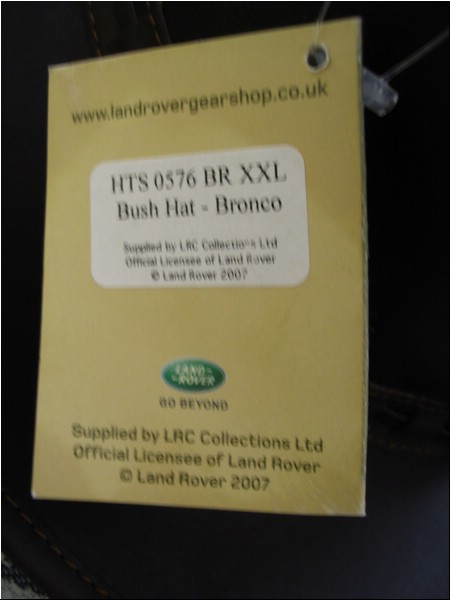 www.landrovergearshop.co.uk
HTS 0576 BR XXL
Bush Hat - Bronco
Supplied by LRC Collections Ltd
Official Licensee of Land Rover
© Land Rover 2007
LAND-
-ROVER
GO BEYOND
Supplied by LRC Collections Ltd
Official Licensee of Land Rover
© Land Rover 2007